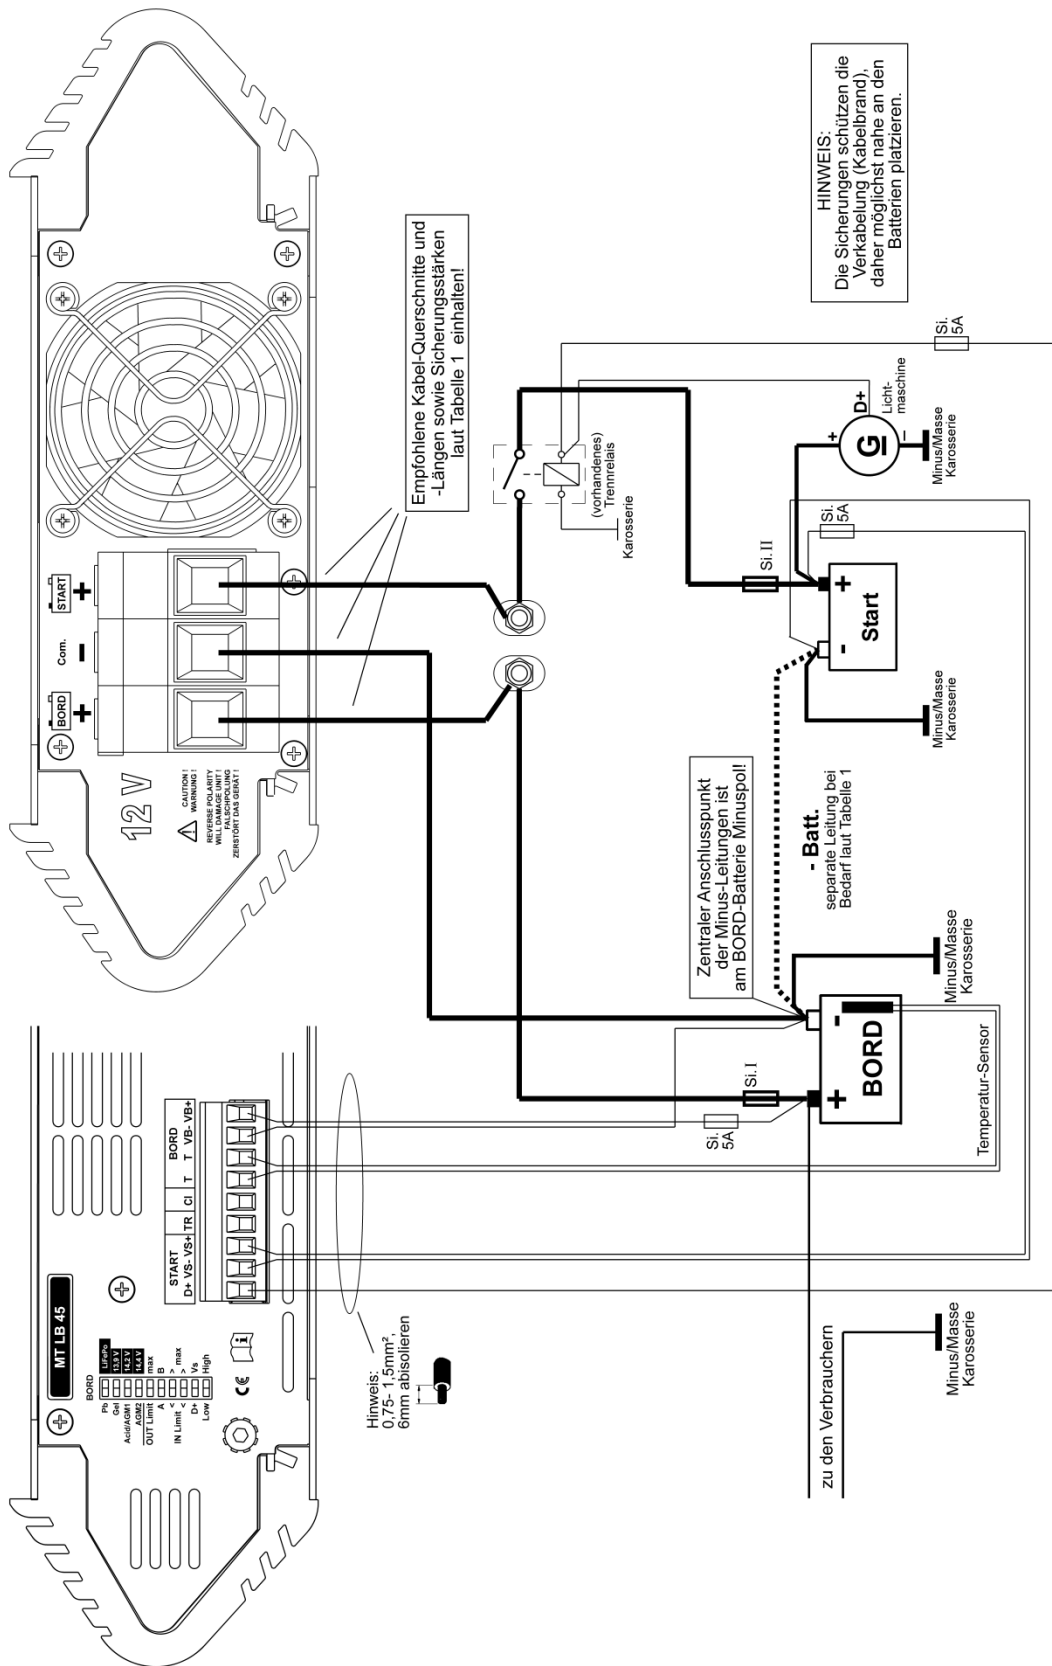 MT LB 45
BORD
Pb LiFePo
Gel 13,9 V
Acid/AGM1 14,2 V
AGM2 14,4 V
OUT Limit max
A B
IN Limit < > max
< >
D+ Vs
Low High
CE
i
START
TR
CI
BORD
D+ VS- VS+
T T VB- VB+
Hinweis:
0,75- 1,5mm²,
6mm abisolieren
12 V
CAUTION !
WARNUNG !
REVERSE POLARITY
WILL DAMAGE UNIT !
FALSCHPOLUNG
ZERSTÖRT DAS GERÄT !
BORD
+
Com.
−
START
+
Empfohlene Kabel-Querschnitte und
-Längen sowie Sicherungsstärken
laut Tabelle 1 einhalten!
(vorhandenes)
Trennrelais
Karosserie
HINWEIS:
Die Sicherungen schützen die
Verkabelung (Kabelbrand),
daher möglichst nahe an den
Batterien platzieren.
Si.
5A
D+
Licht-
maschine
+
G
−
Minus/Masse
Karosserie
Si. II
Si.
5A
- +
Start
Minus/Masse
Karosserie
Zentraler Anschlusspunkt
der Minus-Leitungen ist
am BORD-Batterie Minuspol!
- Batt.
separate Leitung bei
Bedarf laut Tabelle 1
Minus/Masse
Karosserie
Si. I
Si.
5A
+ -
BORD
Temperatur-Sensor
zu den Verbrauchern
Minus/Masse
Karosserie